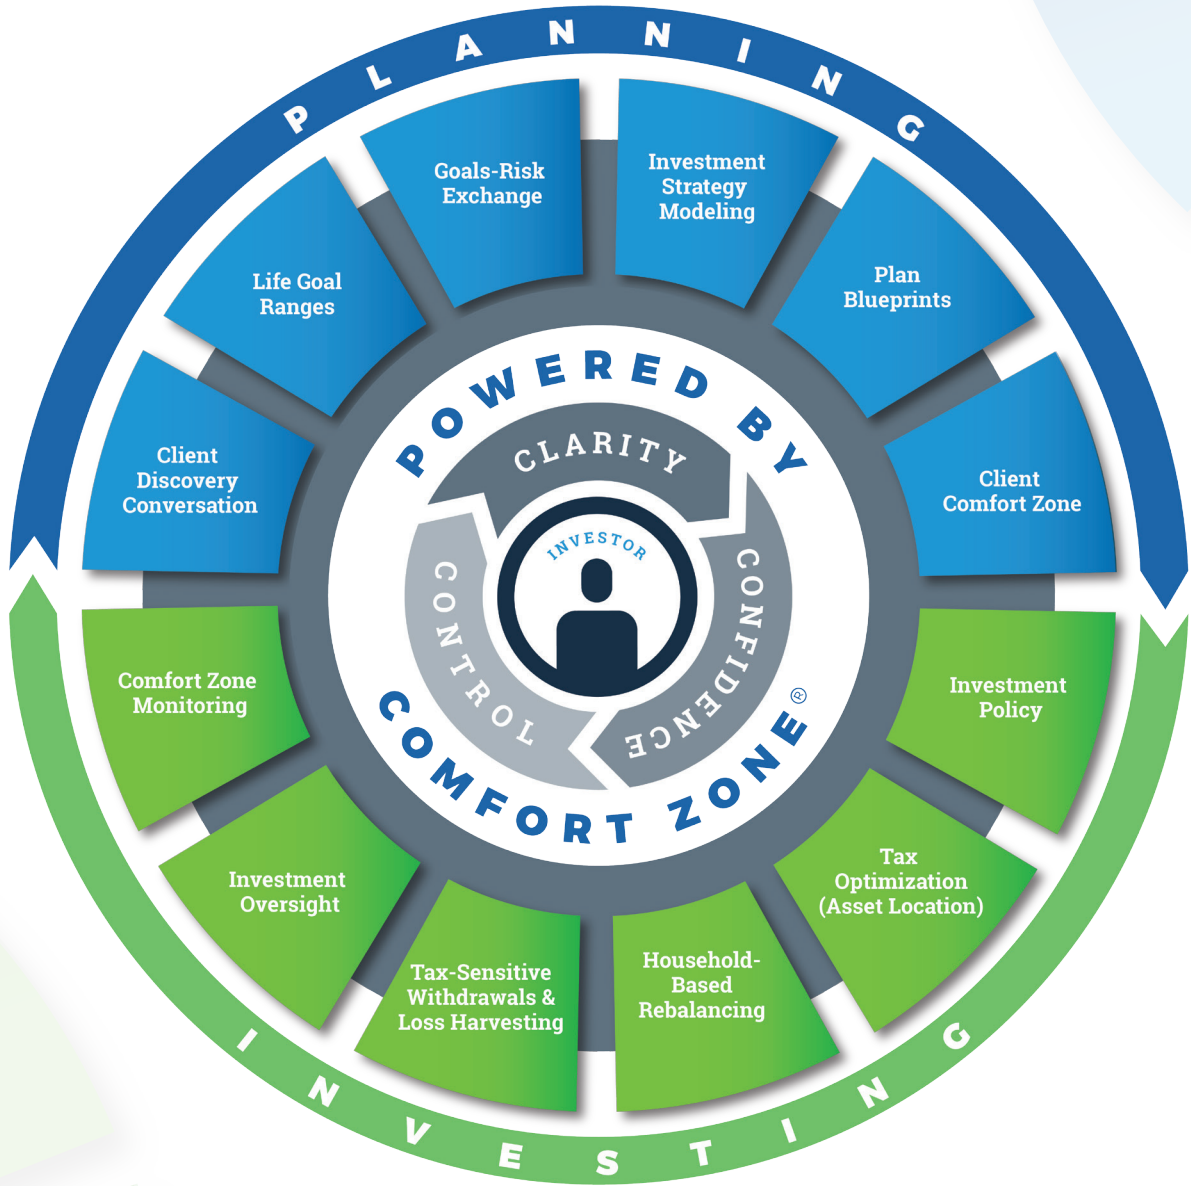 PLANNING
Goals-Risk
Exchange
Investment
Strategy
Modeling
Life Goal
Ranges
Plan
Blueprints
Client
Discovery
Conversation
Client
Comfort Zone
POWERED BY
CLARITY
INVESTOR
CONFIDENCE
CONTROL
COMFORT ZONE®
Comfort Zone
Monitoring
Investment
Policy
Investment
Oversight
Tax
Optimization
(Asset Location)
Tax-Sensitive
Withdrawals &
Loss Harvesting
Household-
Based
Rebalancing
INVESTING